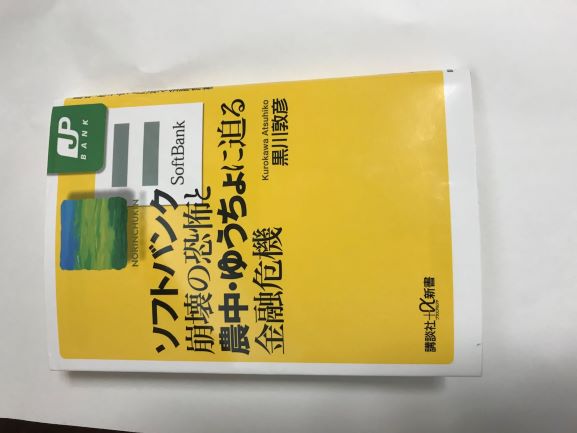 JP
BANK
SoftBank
NORINCHUKIN
ソフトバンク
崩壊の恐怖と
農中・ゆうちょに迫る
金融危機
Kurokawa Atsuhiko
黒川敦彦
講談社+α新書